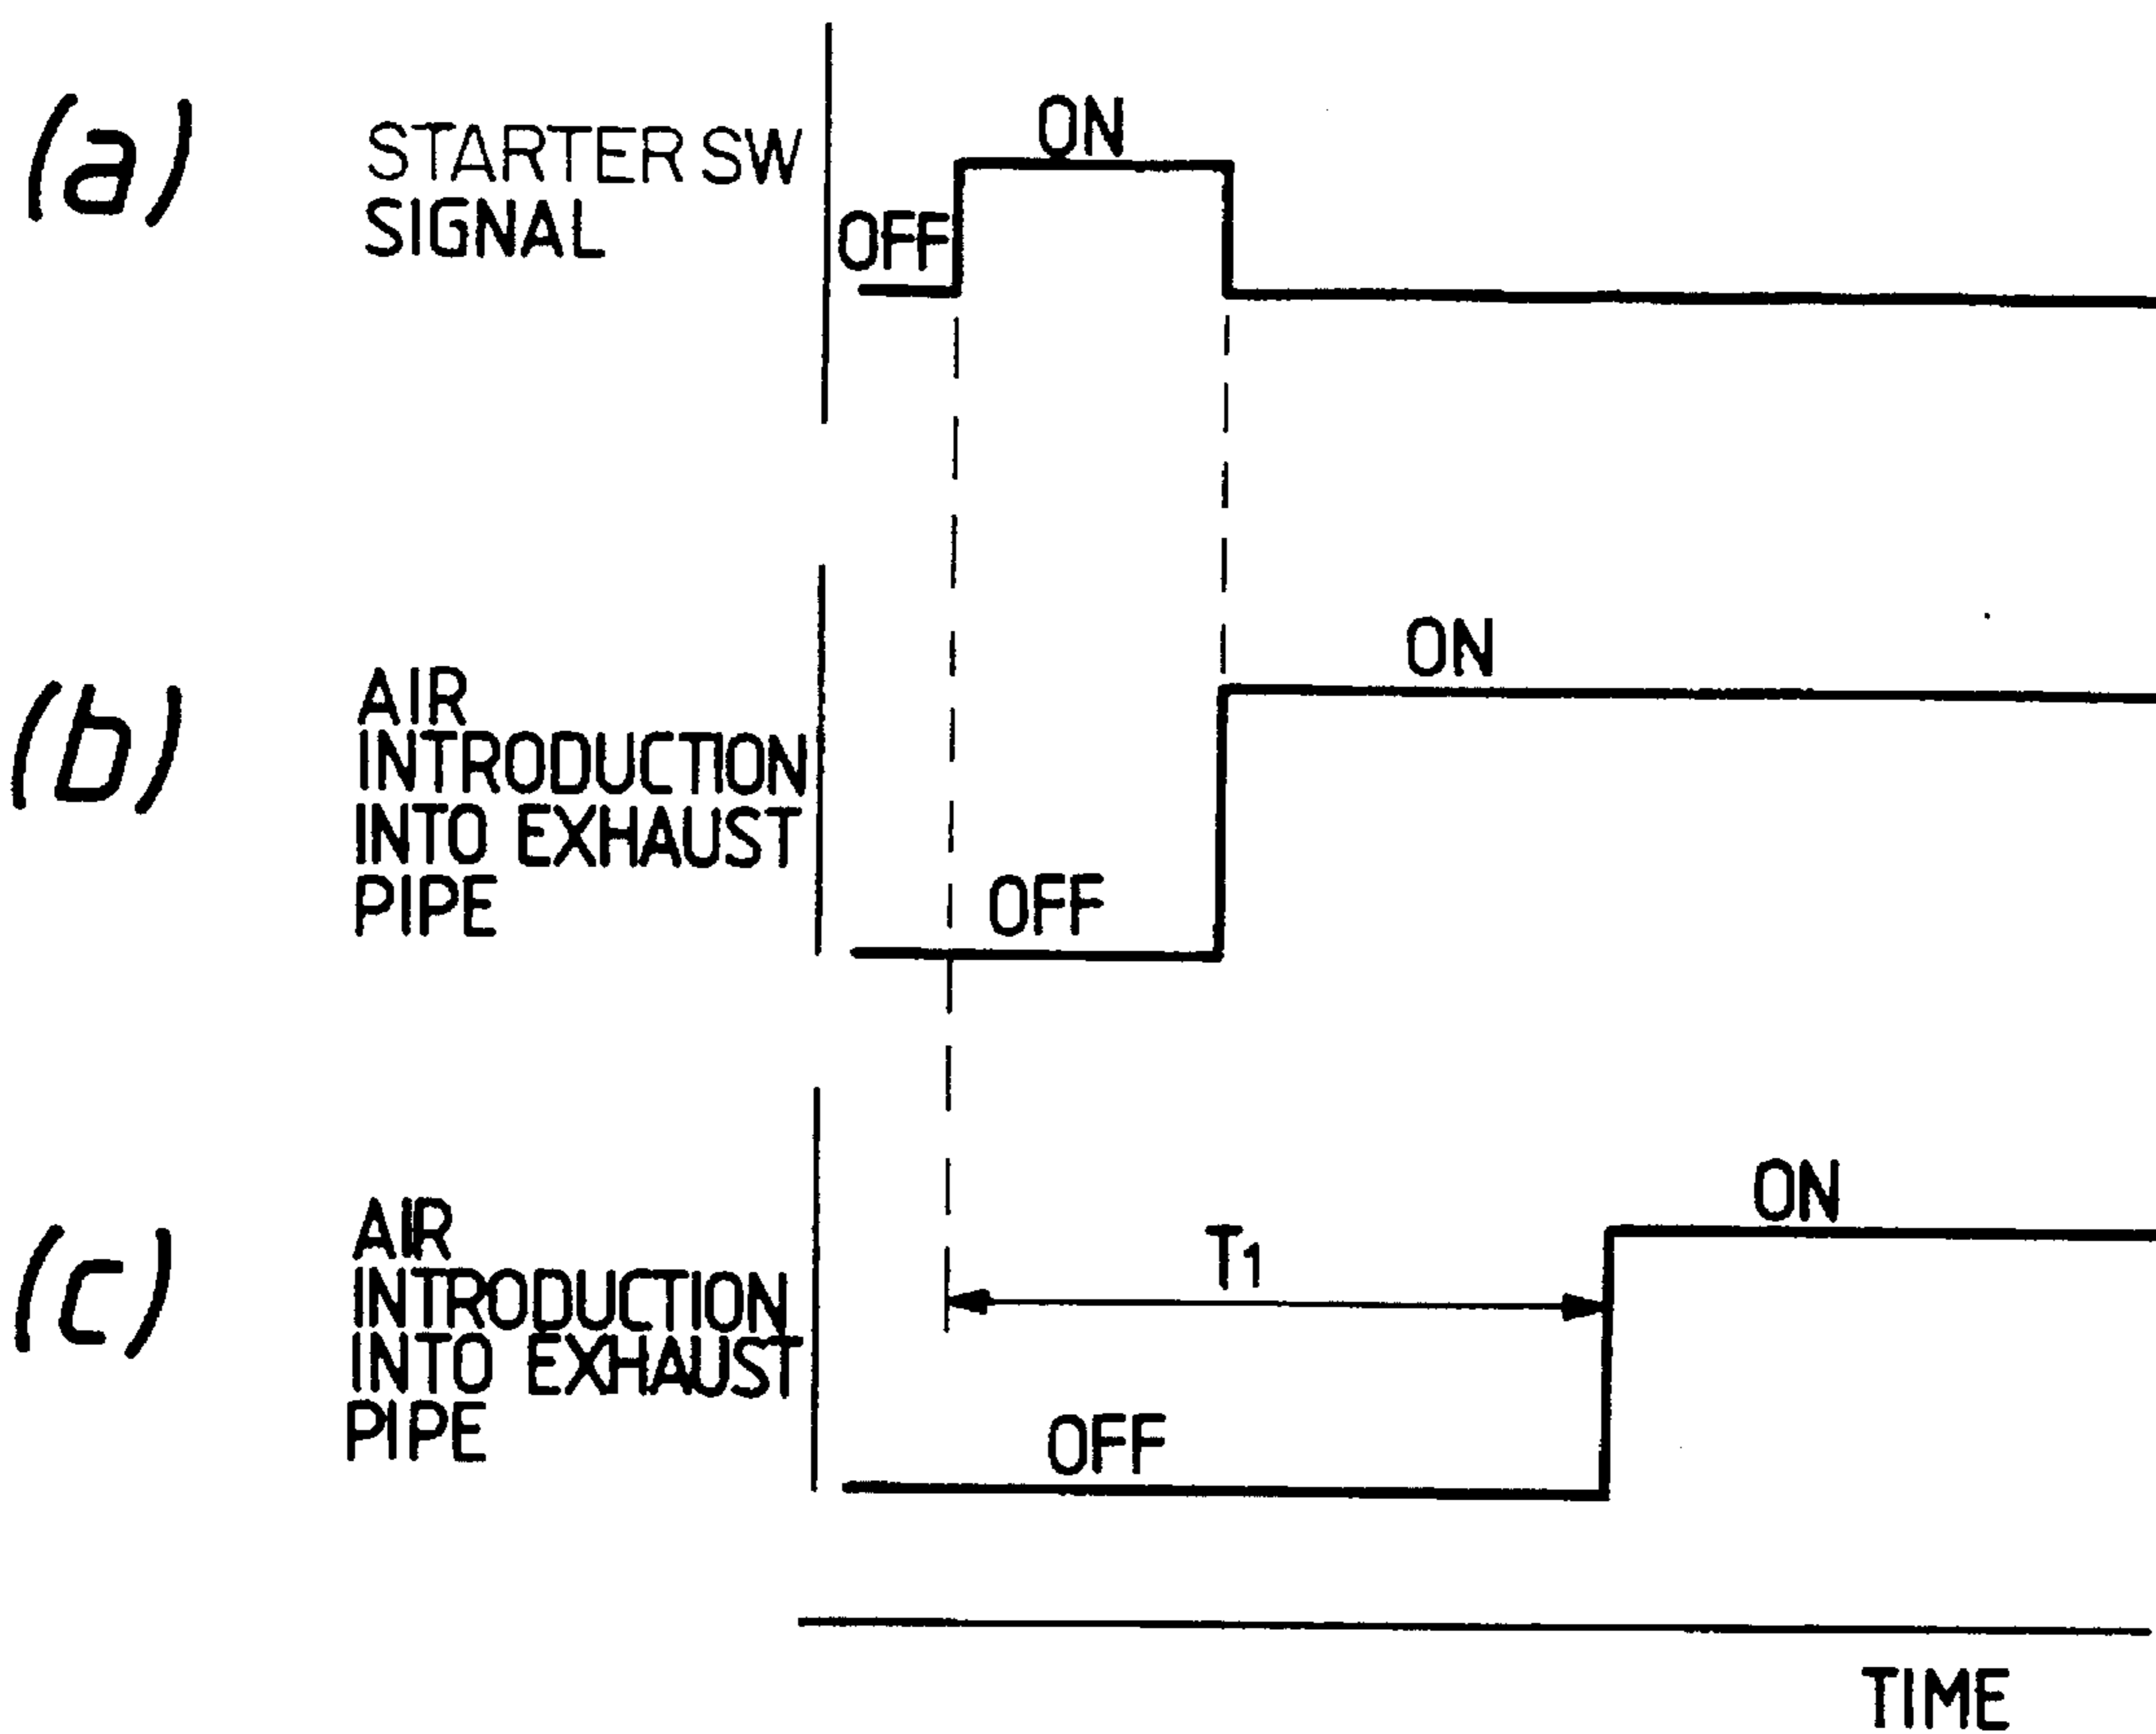 (a)
STARTER SW
SIGNAL
OFF
ON
(b)
AIR
INTRODUCTION
INTO EXHAUST
PIPE
OFF
ON
(c)
AIR
INTRODUCTION
INTO EXHAUST
PIPE
OFF
T1
ON
TIME